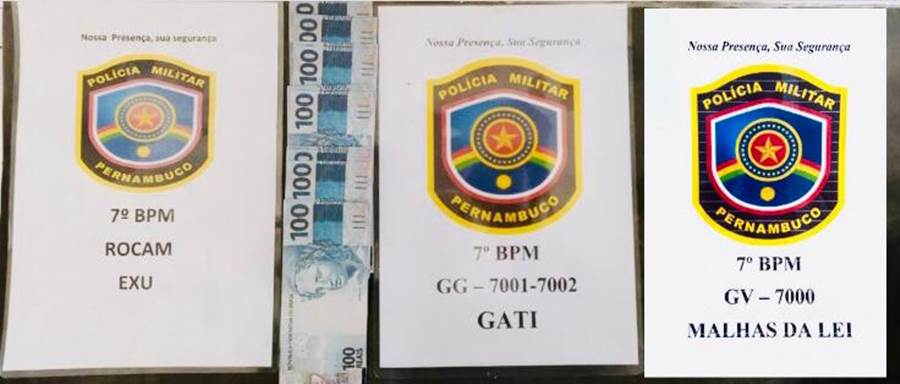 Nossa Presença, sua segurança
POLÍCIA MILITAR
PERNAMBUCO
7º BPM
ROCAM
EXU
100
100
100
100
100
100
REAIS
Nossa Presença, Sua Segurança
POLÍCIA MILITAR
PERNAMBUCO
7º BPM
GG – 7001-7002
GATI
Nossa Presença, Sua Segurança
POLÍCIA MILITAR
PERNAMBUCO
7º BPM
GV – 7000
MALHAS DA LEI